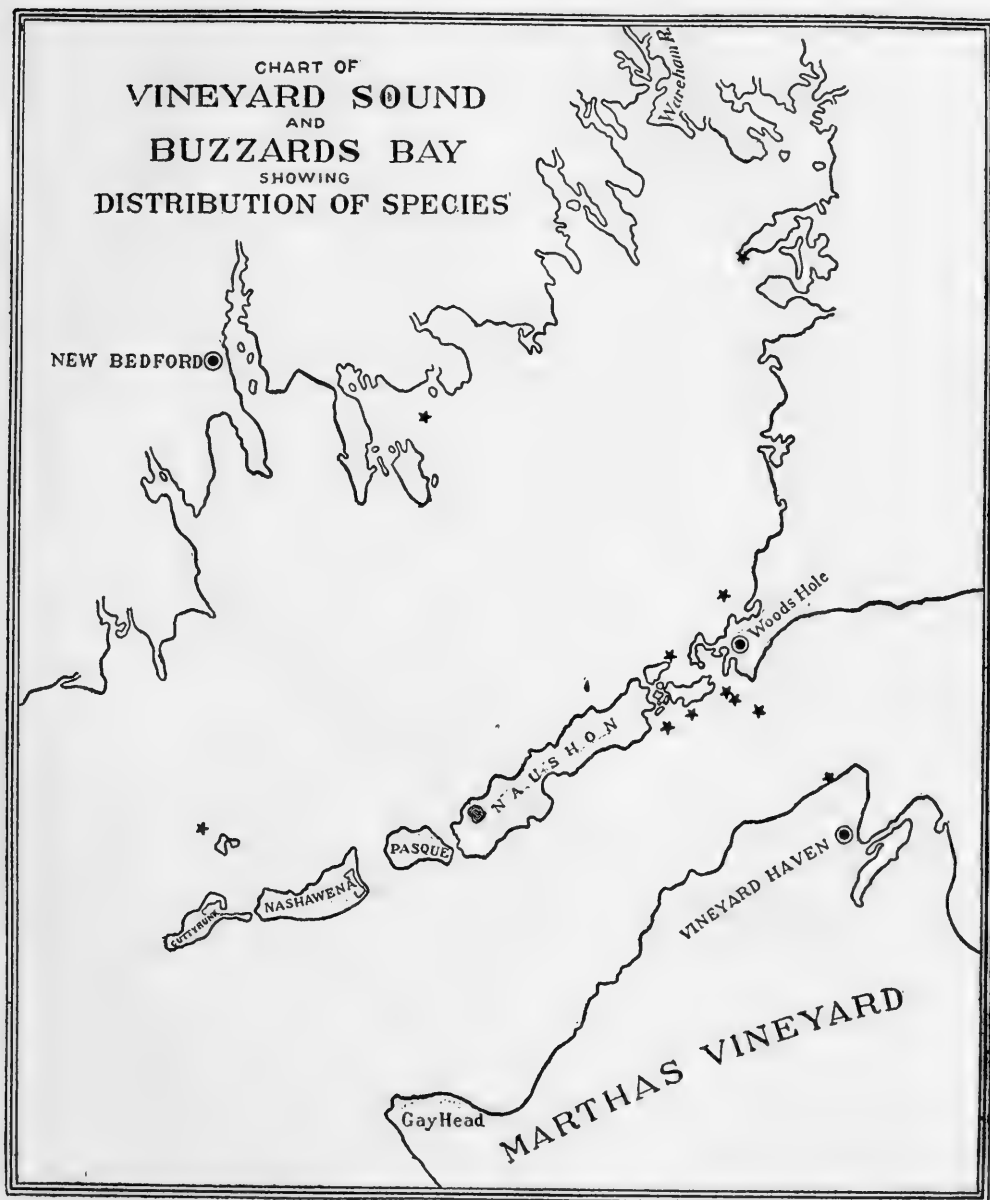 CHART OF
VINEYARD SOUND
AND
BUZZARDS BAY
SHOWING
DISTRIBUTION OF SPECIES
Wareham R.
NEW BEDFORD
Woods Hole
NAUSHON
PASQUE
NASHAWENA
CUTTYHUNK
VINEYARD HAVEN
MARTHAS VINEYARD
Gay Head